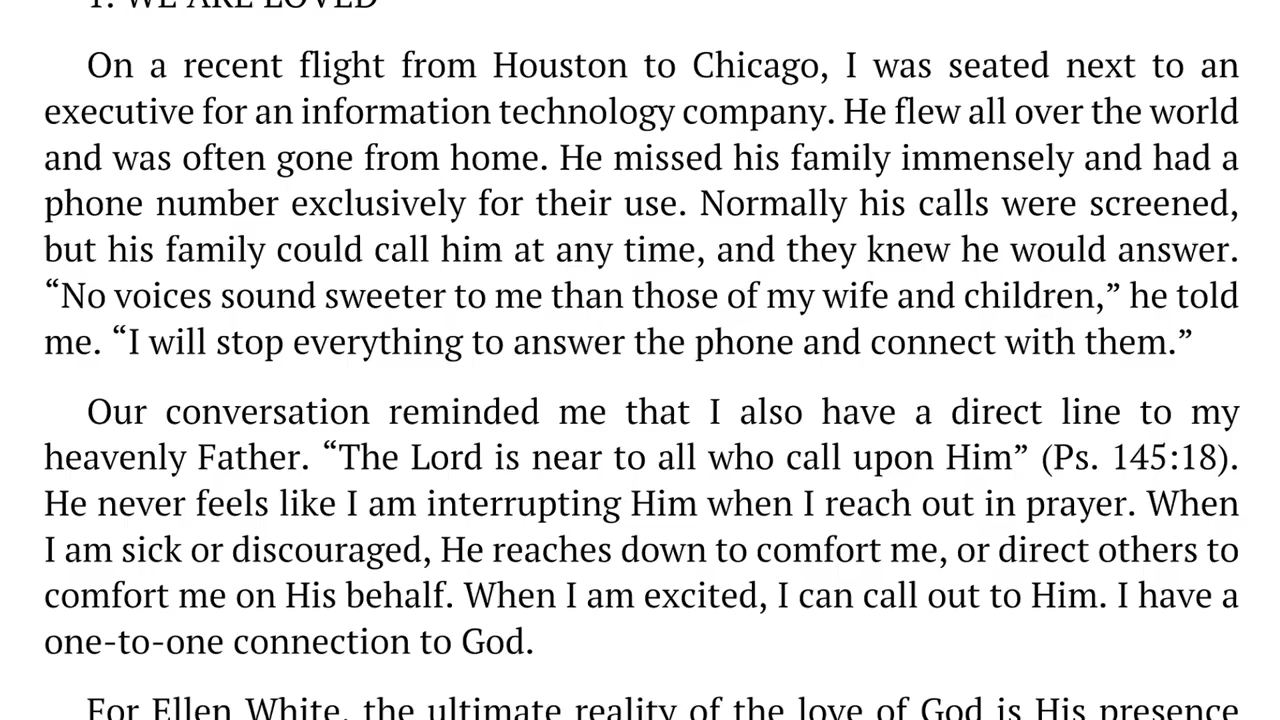 1. WE ARE LOVED
On a recent flight from Houston to Chicago, I was seated next to an
executive for an information technology company. He flew all over the world
and was often gone from home. He missed his family immensely and had a
phone number exclusively for their use. Normally his calls were screened,
but his family could call him at any time, and they knew he would answer.
“No voices sound sweeter to me than those of my wife and children,” he told
me. “I will stop everything to answer the phone and connect with them.”
Our conversation reminded me that I also have a direct line to my
heavenly Father. “The Lord is near to all who call upon Him” (Ps. 145:18).
He never feels like I am interrupting Him when I reach out in prayer. When
I am sick or discouraged, He reaches down to comfort me, or direct others to
comfort me on His behalf. When I am excited, I can call out to Him. I have a
one-to-one connection to God.
For Ellen White, the ultimate reality of the love of God is His presence